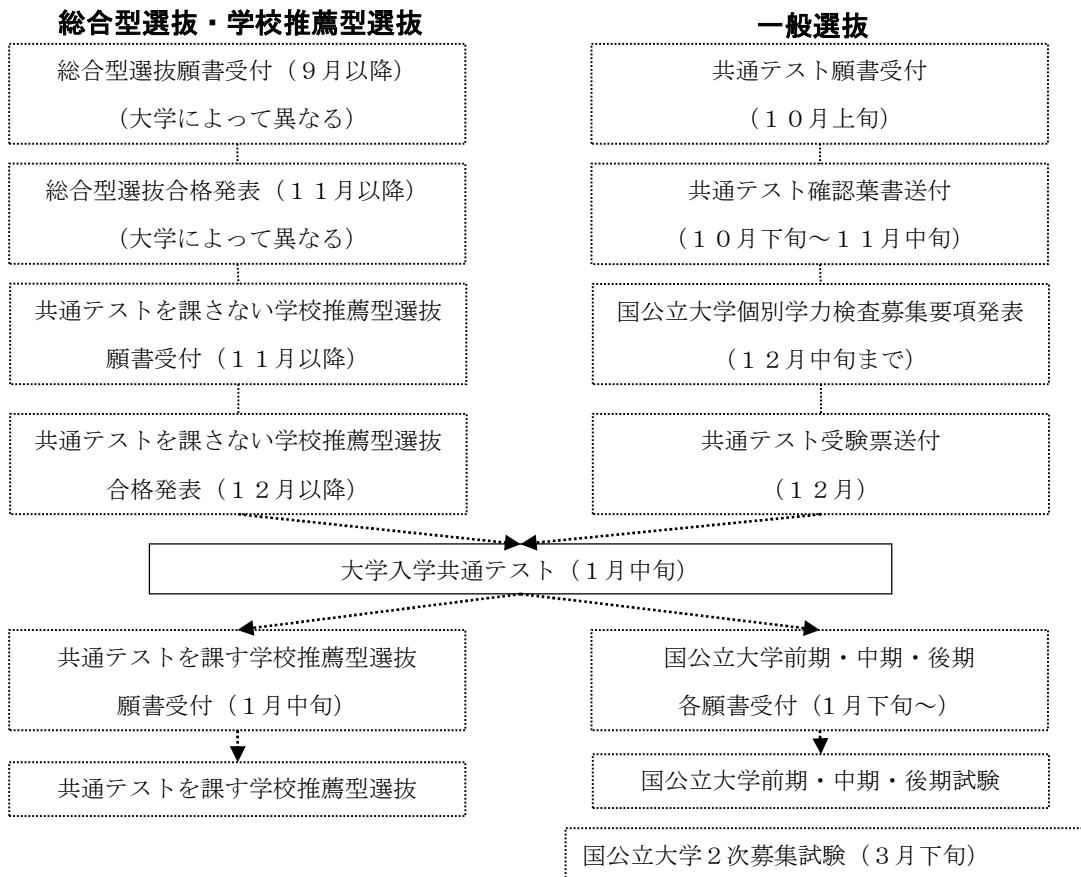 総合型選抜・学校推薦型選抜
総合型選抜願書受付（９月以降）
（大学によって異なる）
総合型選抜合格発表（１１月以降）
（大学によって異なる）
共通テストを課さない学校推薦型選抜
願書受付（１１月以降）
共通テストを課さない学校推薦型選抜
合格発表（１２月以降）
一般選抜
共通テスト願書受付
（１０月上旬）
共通テスト確認葉書送付
（１０月下旬～１１月中旬）
国公立大学個別学力検査募集要項発表
（１２月中旬まで）
共通テスト受験票送付
（１２月）
大学入学共通テスト（１月中旬）
共通テストを課す学校推薦型選抜
願書受付（１月中旬）
共通テストを課す学校推薦型選抜
国公立大学前期・中期・後期
各願書受付（1 月下旬～）
国公立大学前期・中期・後期試験
国公立大学２次募集試験（３月下旬）